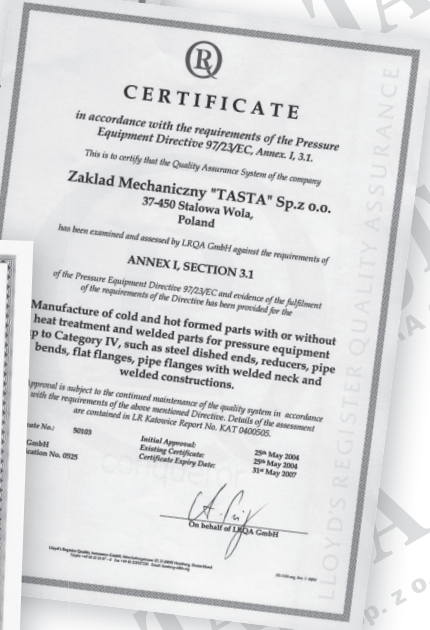 CERTIFICATE
in accordance with the requirements of the Pressure
Equipment Directive 97/23/EC, Annex. I, 3.1.
This is to certify that the Quality Assurance System of the company
Zaklad Mechaniczny "TASTA" Sp.z o.o.
37-450 Stalowa Wola,
Poland
has been examined and assessed by LRQA GmbH against the requirements of
ANNEX I, SECTION 3.1
of the Pressure Equipment Directive 97/23/EC and evidence of the fulfilment
of the requirements of the Directive has been provided for the
Manufacture of cold and hot formed parts with or without
heat treatment and welded parts for pressure equipment
up to Category IV, such as steel dished ends, reducers, pipe
bends, flat flanges, pipe flanges with welded neck and
welded constructions.
Approval is subject to the continued maintenance of the quality system in accordance
with the requirements of the above mentioned Directive. Details of the assessment
are contained in LR Katowice Report No. KAT 0400505.
No.: 50103 Initial Approval: 25th May 2004
GmbH Existing Certificate: 25th May 2004
No. 0525 Certificate Expiry Date: 31st May 2007
On behalf of LRQA GmbH
LLOYD'S REGISTER QUALITY ASSURANCE